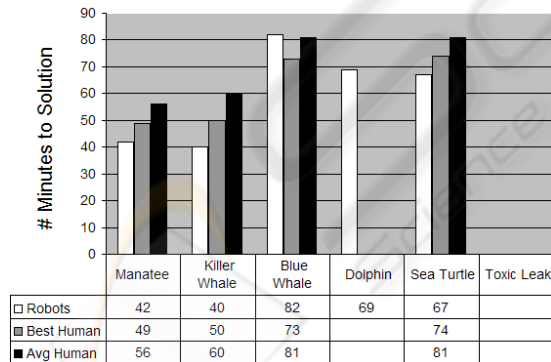 # Minutes to Solution
90
80
70
60
50
40
30
20
10
0
Manatee Killer Whale Blue Whale Dolphin Sea Turtle Toxic Leak
Robots 42 40 82 69 67
Best Human 49 50 73 74
Avg Human 56 60 81 81
Science